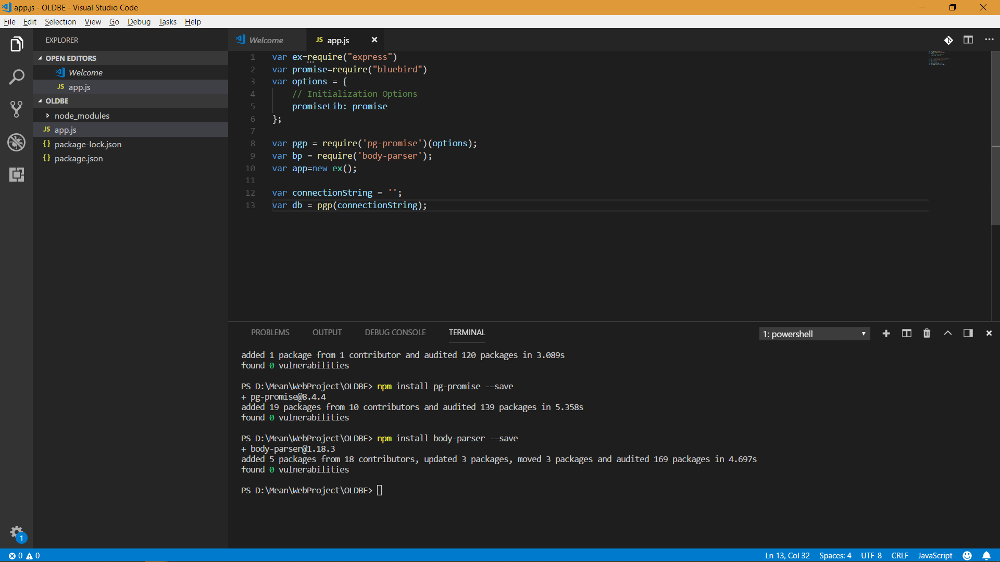 app.js - OLDBE - Visual Studio Code
File Edit Selection View Go Debug Tasks Help
EXPLORER
OPEN EDITORS
Welcome
JS app.js
OLDBE
node_modules
JS app.js
{} package-lock.json
{} package.json
1
Welcome
JS app.js
1 var ex=require("express")
2 var promise=require("bluebird")
3 var options = {
4 // Initialization Options
5 promiseLib: promise
6 };
7
8 var pgp = require('pg-promise')(options);
9 var bp = require('body-parser');
10 var app=new ex();
11
12 var connectionString = '';
13 var db = pgp(connectionString);
PROBLEMS OUTPUT DEBUG CONSOLE TERMINAL
1: powershell
added 1 package from 1 contributor and audited 120 packages in 3.089s
found 0 vulnerabilities
PS D:\Mean\WebProject\OLDBE> npm install pg-promise --save
+ pg-promise@8.4.4
added 19 packages from 10 contributors and audited 139 packages in 5.358s
found 0 vulnerabilities
PS D:\Mean\WebProject\OLDBE> npm install body-parser --save
+ body-parser@1.18.3
added 5 packages from 18 contributors, updated 3 packages, moved 3 packages and audited 169 packages in 4.697s
found 0 vulnerabilities
PS D:\Mean\WebProject\OLDBE>
0 0
Ln 13, Col 32 Spaces: 4 UTF-8 CRLF JavaScript